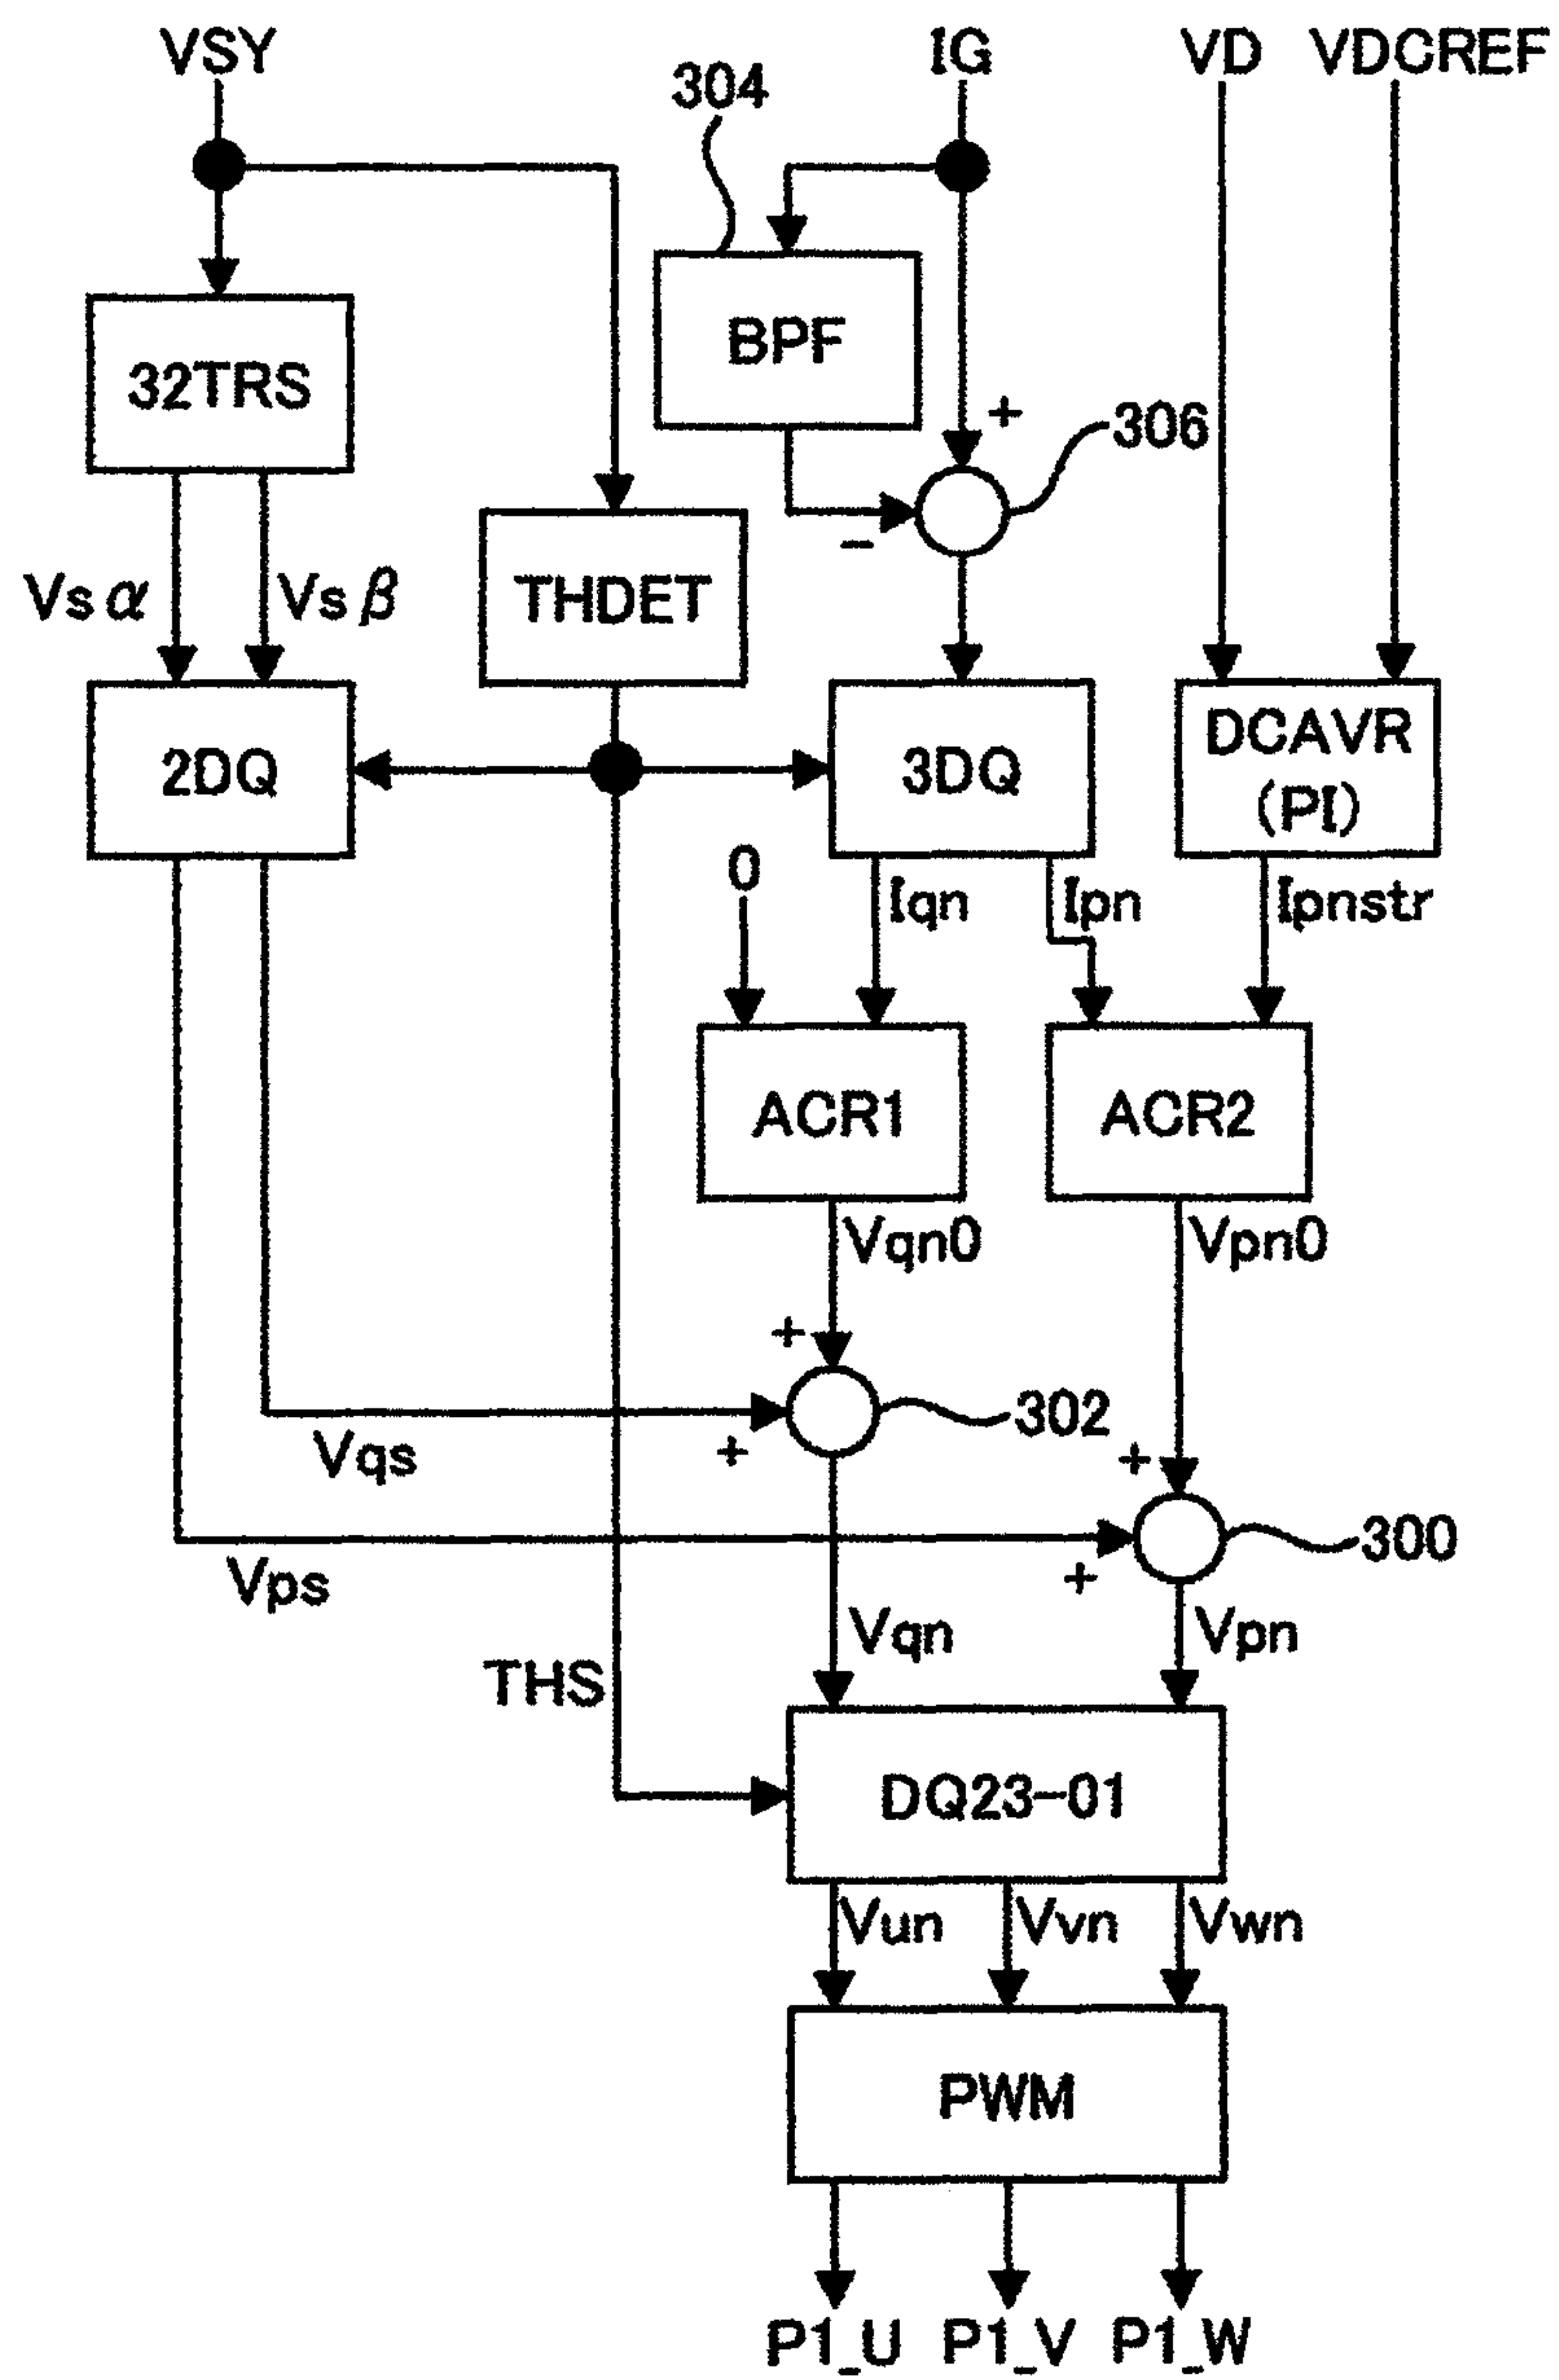 VSY
IG
VD
VDCREF
304
BPF
32TRS
+
306
−
Vsα
Vsβ
THDET
2DQ
3DQ
DCAVR
(PI)
0
Iqn
Ipn
Ipnstr
ACR1
ACR2
Vqn0
Vpn0
+
302
+
Vqs
+
300
+
Vps
Vqn
Vpn
THS
DQ23-01
Vun
Vvn
Vwn
PWM
P1_U
P1_V
P1_W